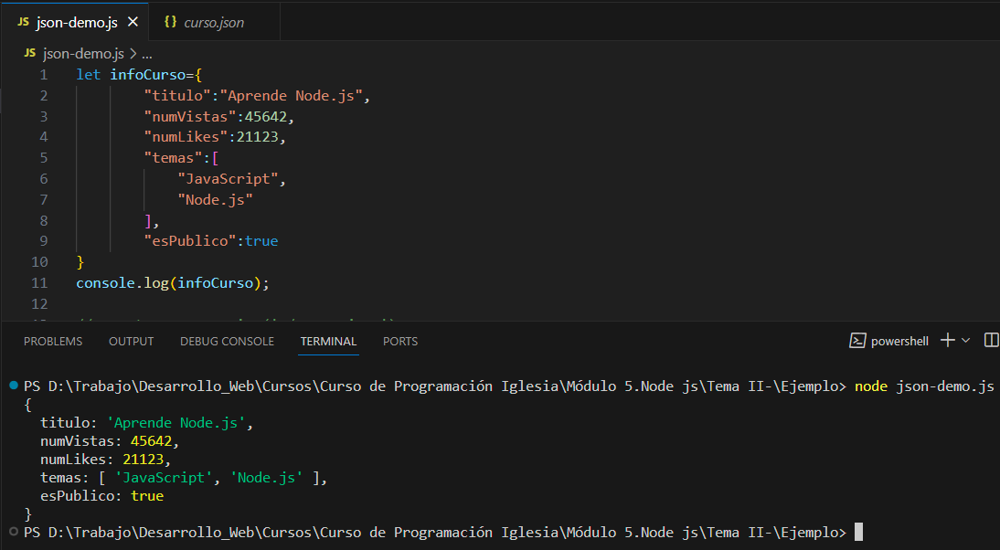 JS json-demo.js × {} curso.json
JS json-demo.js > ...
1 let infoCurso={
2 "titulo":"Aprende Node.js",
3 "numVistas":45642,
4 "numLikes":21123,
5 "temas":[
6 "JavaScript",
7 "Node.js"
8 ],
9 "esPublico":true
10 }
11 console.log(infoCurso);
12
PROBLEMS OUTPUT DEBUG CONSOLE TERMINAL PORTS powershell
PS D:\Trabajo\Desarrollo_Web\Cursos\Curso de Programación Iglesia\Módulo 5.Node js\Tema II-\Ejemplo> node json-demo.js
{
titulo: 'Aprende Node.js',
numVistas: 45642,
numLikes: 21123,
temas: [ 'JavaScript', 'Node.js' ],
esPublico: true
}
PS D:\Trabajo\Desarrollo_Web\Cursos\Curso de Programación Iglesia\Módulo 5.Node js\Tema II-\Ejemplo>